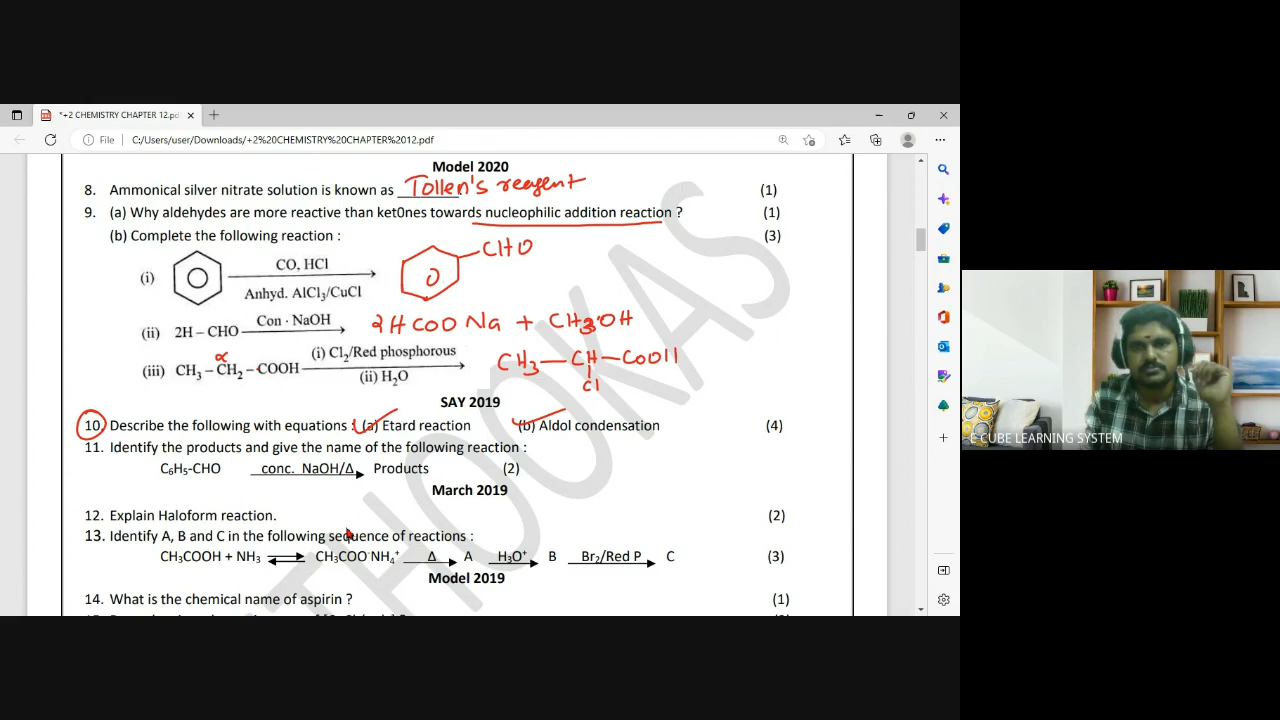 *+2 CHEMISTRY CHAPTER 12.pd
File C:/Users/user/Downloads/+2%20CHEMISTRY%20CHAPTER%2012.pdf
Model 2020
8. Ammonical silver nitrate solution is known as Tollen's reagent (1)
9. (a) Why aldehydes are more reactive than ket0nes towards nucleophilic addition reaction ? (1)
(b) Complete the following reaction : (3)
(i) CO, HCl Anhyd. AlCl3/CuCl CHO
(ii) 2H – CHO Con · NaOH 2HCOONa + CH3OH
(iii) CH3 – CH2 – COOH α (i) Cl2/Red phosphorous (ii) H2O CH3 — CH — COOH
Cl
SAY 2019
10. Describe the following with equations : (a) Etard reaction (b) Aldol condensation (4)
11. Identify the products and give the name of the following reaction :
C6H5-CHO conc. NaOH/Δ Products (2)
March 2019
12. Explain Haloform reaction. (2)
13. Identify A, B and C in the following sequence of reactions :
CH3COOH + NH3 CH3COO-NH4+ Δ A H3O+ B Br2/Red P C (3)
Model 2019
14. What is the chemical name of aspirin ? (1)
THOOKAS
E CUBE LEARNING SYSTEM